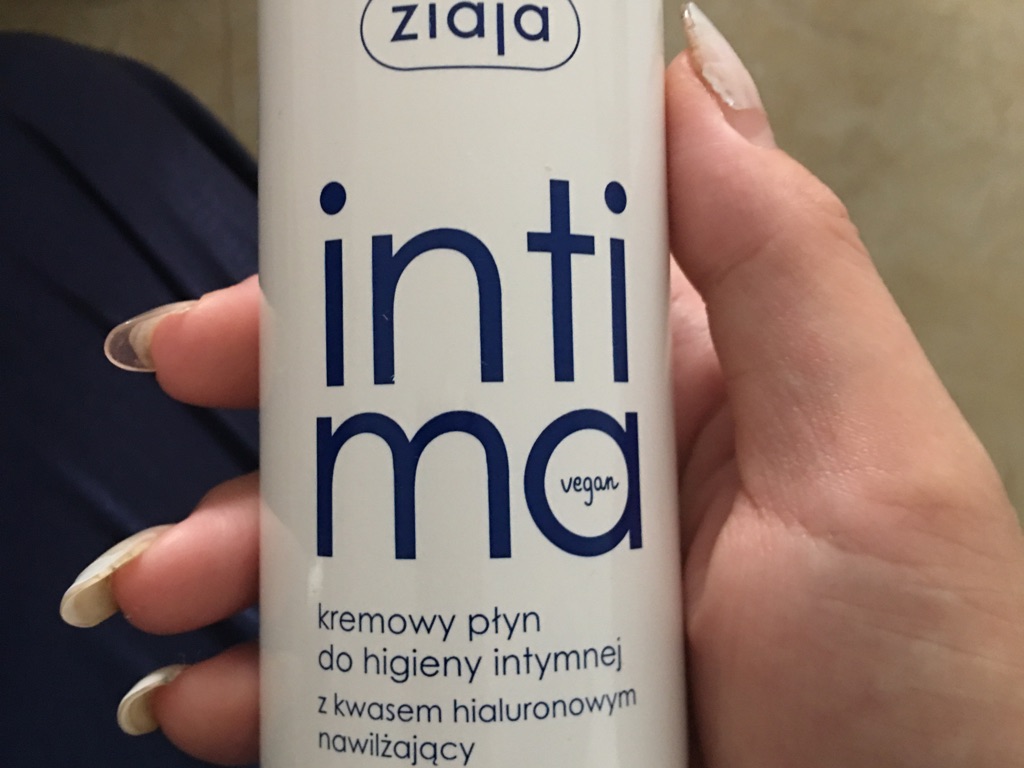 ziaja
inti
ma
vegan
kremowy płyn
do higieny intymnej
z kwasem hialuronowym
nawilżający